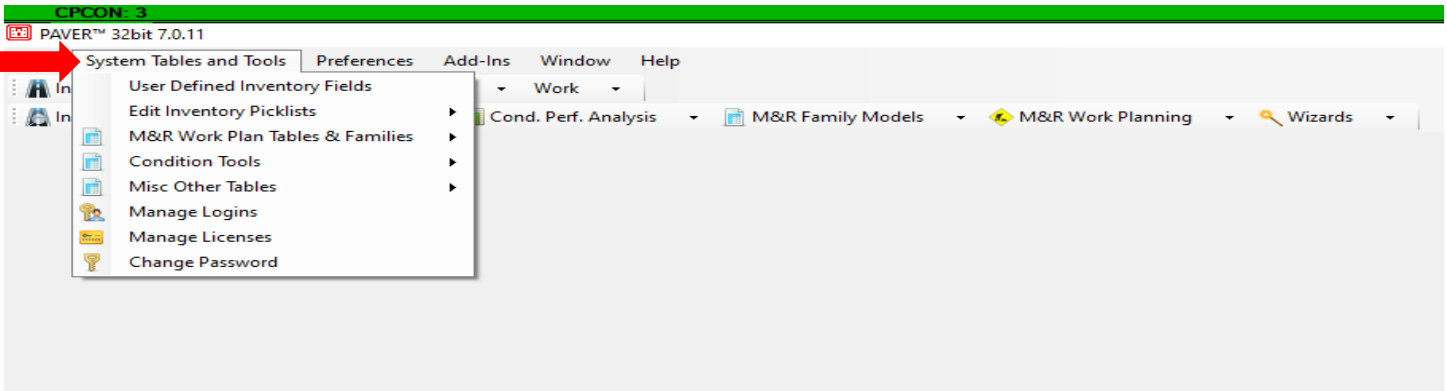 CPCON: 3
PAVER™ 32bit 7.0.11
System Tables and Tools Preferences Add-Ins Window Help
In User Defined Inventory Fields Work
In Edit Inventory Picklists Cond. Perf. Analysis M&R Family Models M&R Work Planning Wizards
M&R Work Plan Tables & Families
Condition Tools
Misc Other Tables
Manage Logins
Manage Licenses
Change Password